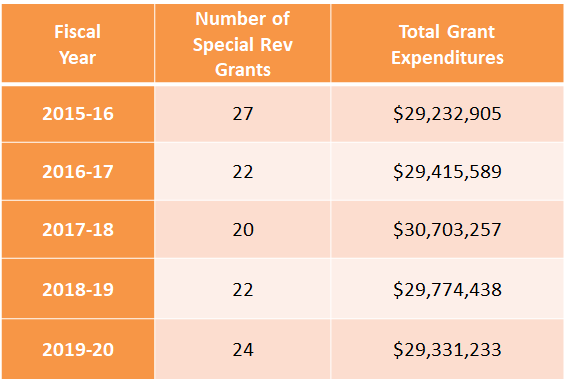 Fiscal
Year
Number of
Special Rev
Grants
Total Grant
Expenditures
2015-16 27 $29,232,905
2016-17 22 $29,415,589
2017-18 20 $30,703,257
2018-19 22 $29,774,438
2019-20 24 $29,331,233